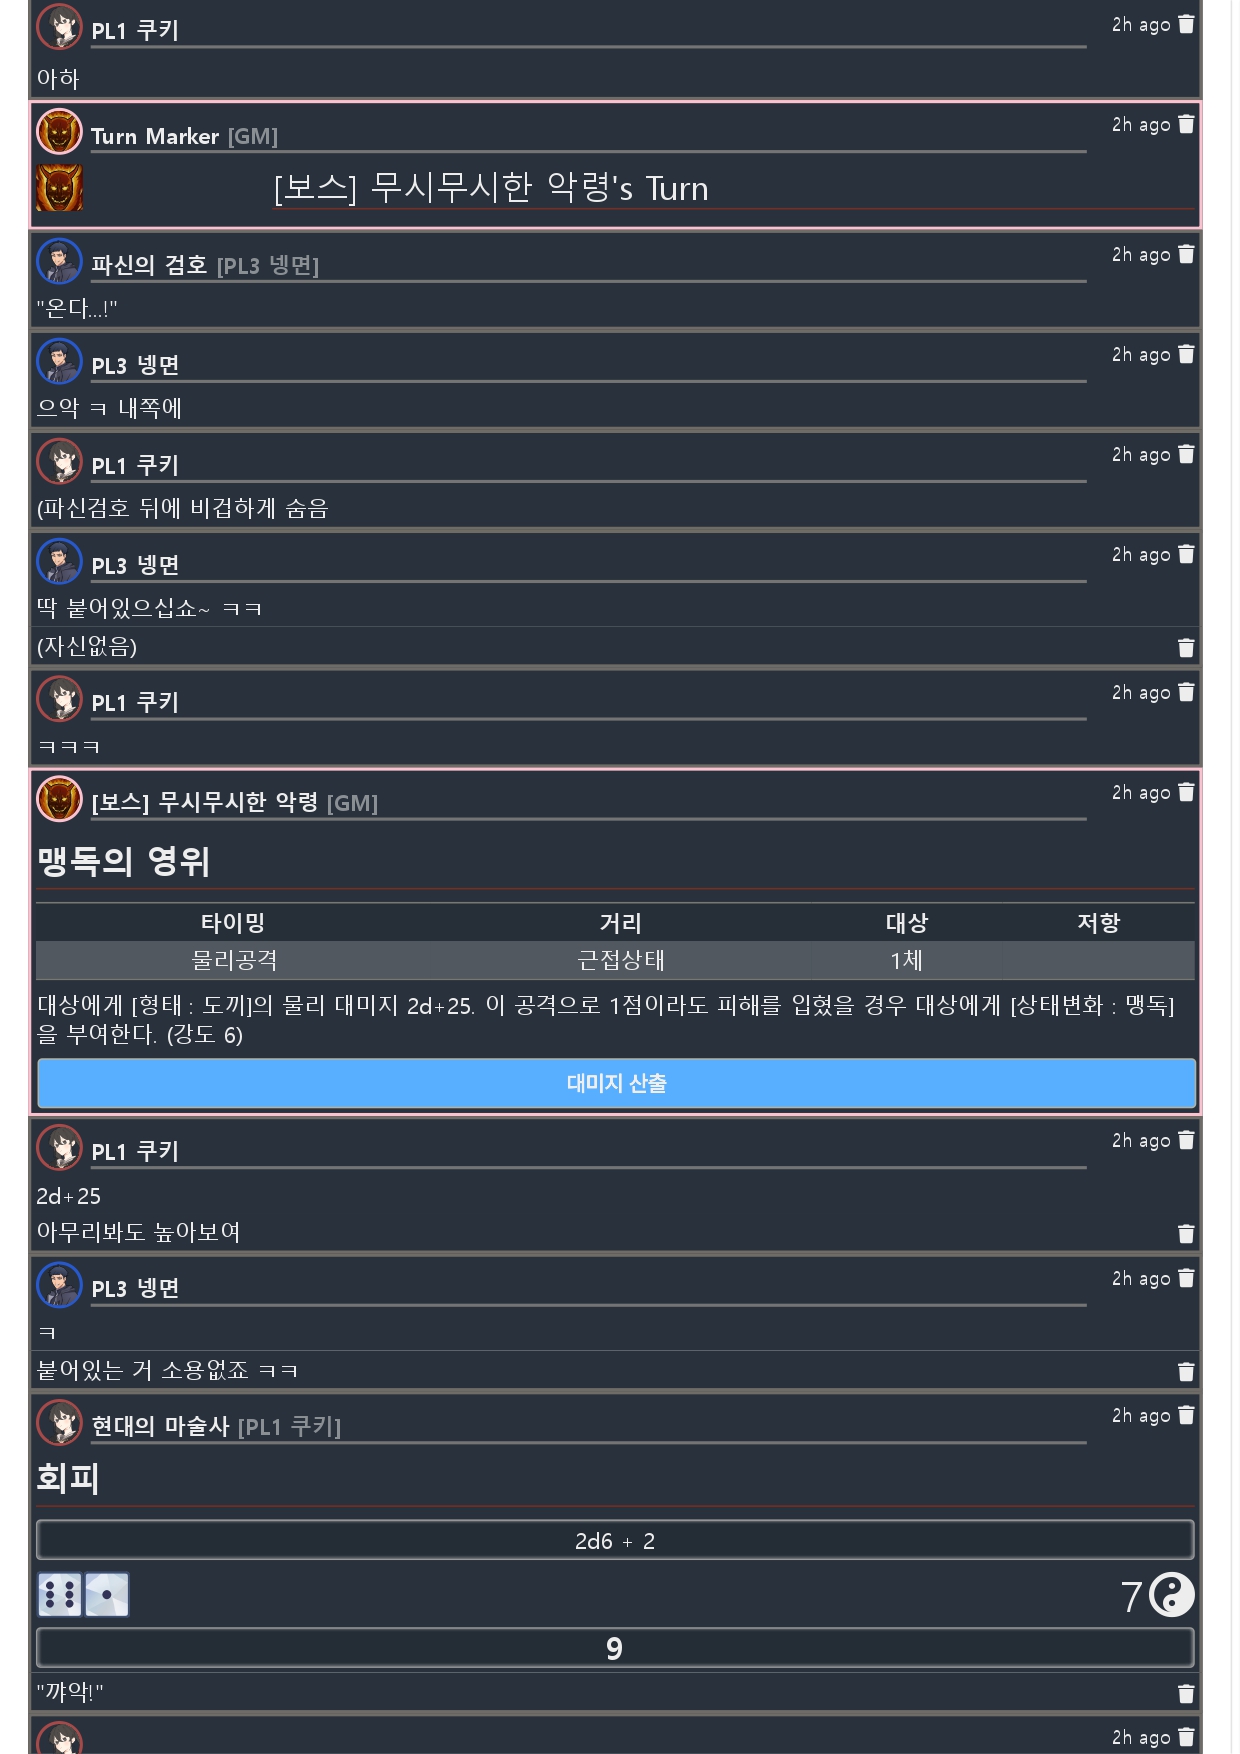 PL1 쿠키
2h ago
아하
Turn Marker [GM]
2h ago
[보스] 무시무시한 악령's Turn
파신의 검호 [PL3 넹면]
2h ago
"온다...!"
PL3 넹면
2h ago
으악 ㅋ 내쪽에
PL1 쿠키
2h ago
(파신검호 뒤에 비겁하게 숨음
PL3 넹면
2h ago
딱 붙어있으십쇼~ ㅋㅋ
(자신없음)
PL1 쿠키
2h ago
ㅋㅋㅋ
[보스] 무시무시한 악령 [GM]
2h ago
맹독의 영위
타이밍 거리 대상 저항
물리공격 근접상태 1체
대상에게 [형태 : 도끼]의 물리 대미지 2d+25. 이 공격으로 1점이라도 피해를 입혔을 경우 대상에게 [상태변화 : 맹독]
을 부여한다. (강도 6)
대미지 산출
PL1 쿠키
2h ago
2d+25
아무리봐도 높아보여
PL3 넹면
2h ago
ㅋ
붙어있는 거 소용없죠 ㅋㅋ
현대의 마술사 [PL1 쿠키]
2h ago
회피
2d6 + 2
7
9
"꺄악!"
2h ago